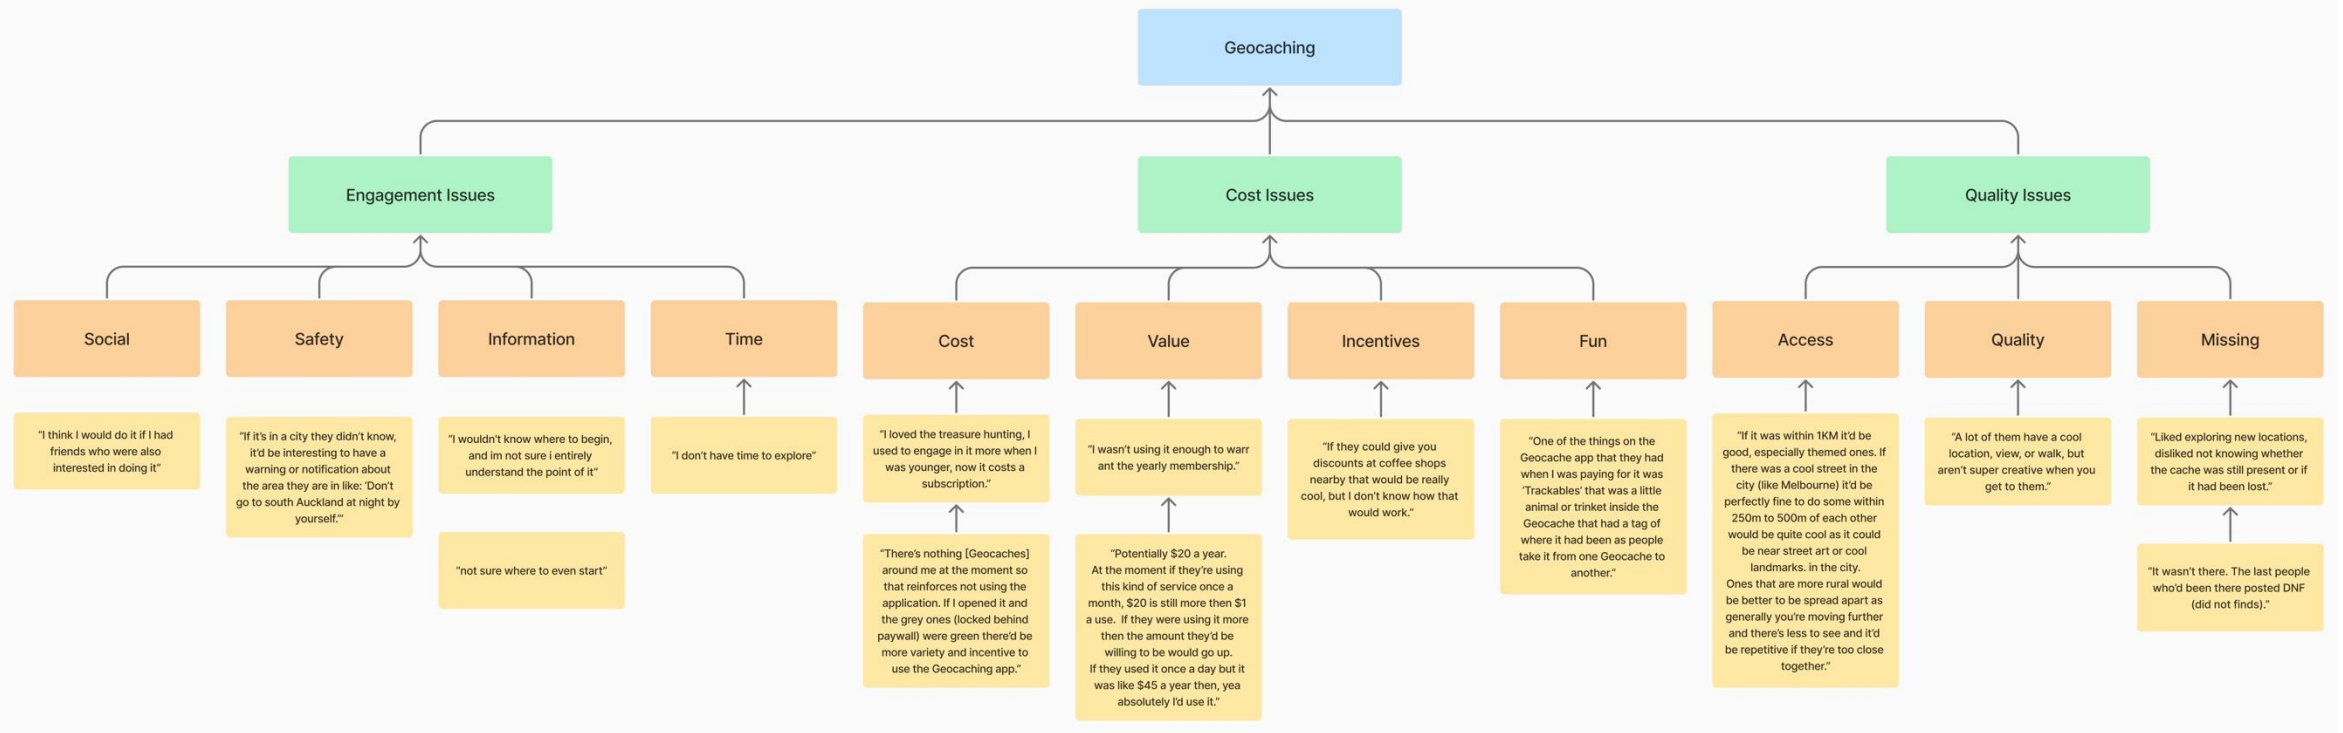 Geocaching
Engagement Issues
Cost Issues
Quality Issues
Social
Safety
Information
Time
Cost
Value
Incentives
Fun
Access
Quality
Missing
“I think I would do it if I had
friends who were also
interested in doing it”
“If it’s in a city they didn’t know,
it’d be interesting to have a
warning or notification about
the area they are in like: ‘Don’t
go to south Auckland at night by
yourself.’”
“I wouldn't know where to begin,
and im not sure i entirely
understand the point of it”
“not sure where to even start”
“I don't have time to explore”
“I loved the treasure hunting, I
used to engage in it more when I
was younger, now it costs a
subscription.”
“There’s nothing [Geocaches]
around me at the moment so
that reinforces not using the
application. If I opened it and
the grey ones (locked behind
paywall) were green there’d be
more variety and incentive to
use the Geocaching app.”
“I wasn’t using it enough to warr
ant the yearly membership.”
“Potentially $20 a year.
At the moment if they’re using
this kind of service once a
month, $20 is still more then $1
a use.  If they were using it more
then the amount they’d be
willing to be would go up.
If they used it once a day but it
was like $45 a year then, yea
absolutely I’d use it.”
“If they could give you
discounts at coffee shops
nearby that would be really
cool, but I don’t know how that
would work.”
“One of the things on the
Geocache app that they had
when I was paying for it was
‘Trackables’ that was a little
animal or trinket inside the
Geocache that had a tag of
where it had been as people
take it from one Geocache to
another.”
“If it was within 1KM it’d be
good, especially themed ones. If
there was a cool street in the
city (like Melbourne) it’d be
perfectly fine to do some within
250m to 500m of each other
would be quite cool as it could
be near street art or cool
landmarks. in the city.
Ones that are more rural would
be better to be spread apart as
generally you’re moving further
and there’s less to see and it’d
be repetitive if they’re too close
together.”
“A lot of them have a cool
location, view, or walk, but
aren’t super creative when you
get to them.”
“Liked exploring new locations,
disliked not knowing whether
the cache was still present or if
it had been lost.”
“It wasn’t there. The last people
who’d been there posted DNF
(did not finds).”